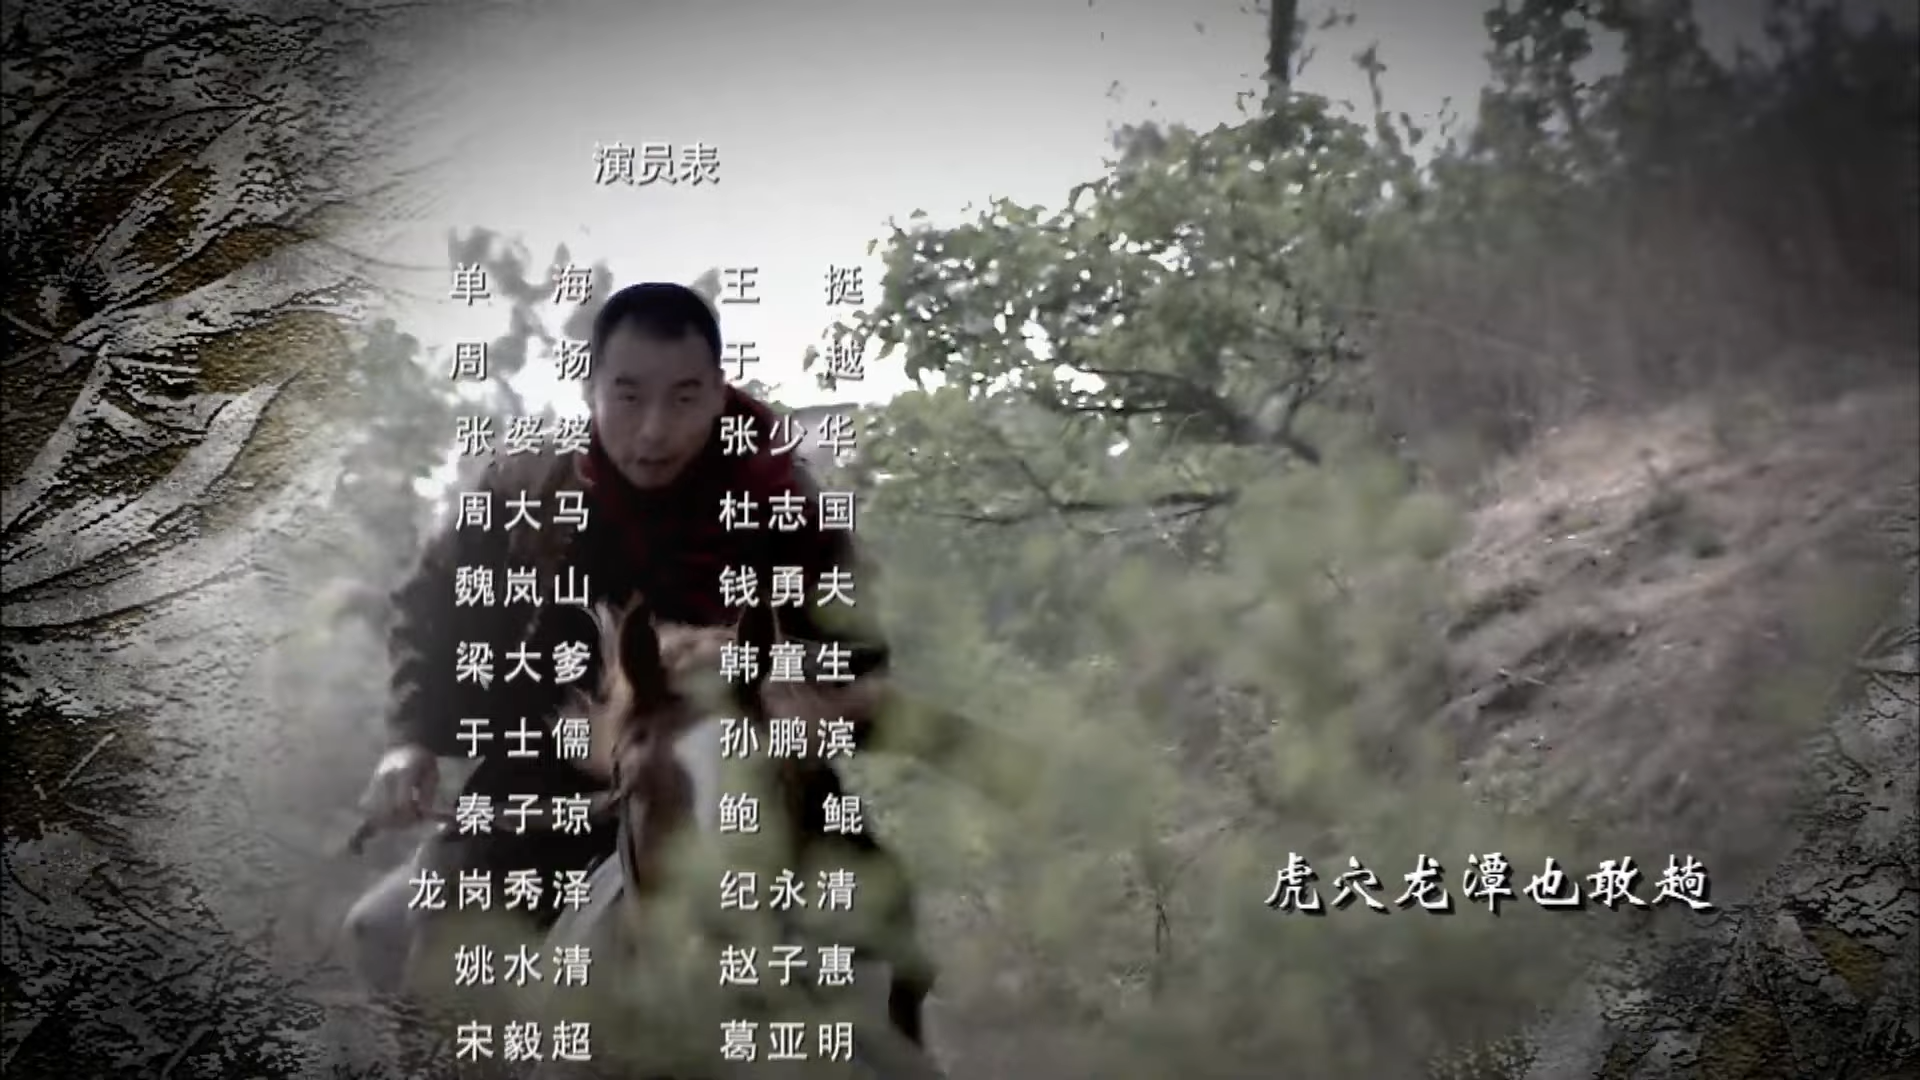 演员表
单海 王挺
周扬 于越
张婆婆 张少华
周大马 杜志国
魏岚山 钱勇夫
梁大爹 韩童生
于士儒 孙鹏滨
秦子琼 鲍鲲
龙岗秀泽 纪永清
姚水清 赵子惠
宋毅超 葛亚明
虎穴龙潭也敢趟